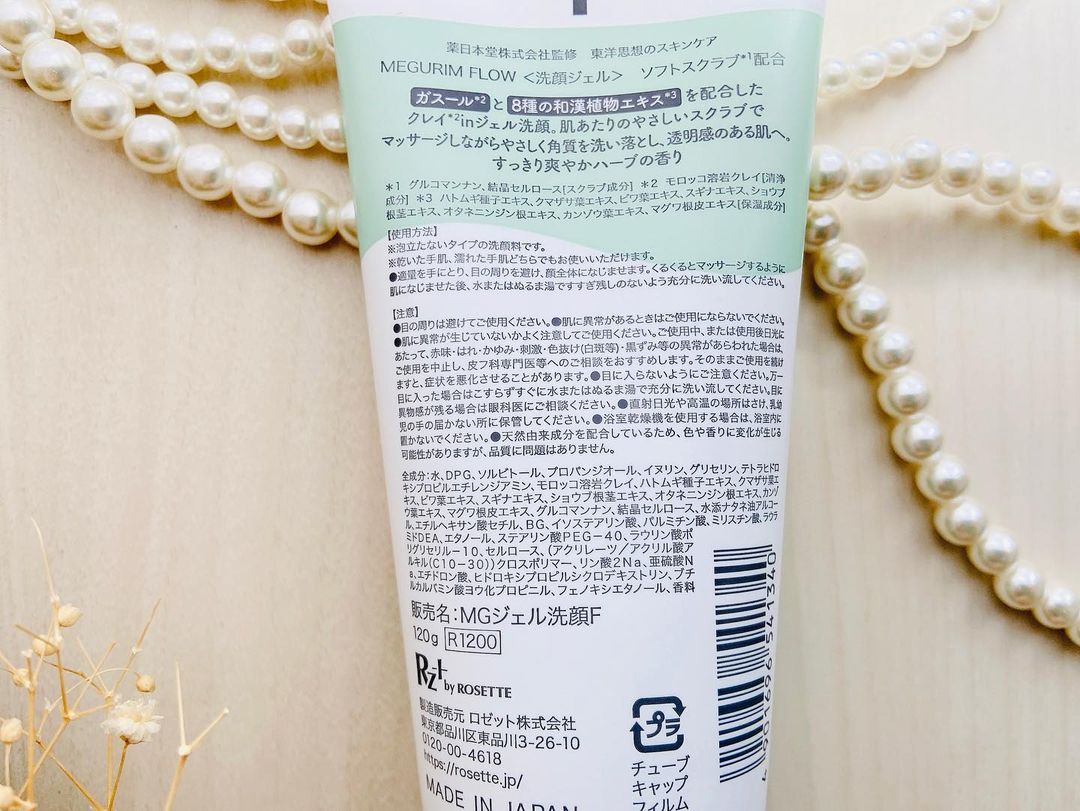 薬日本堂株式会社監修 東洋思想のスキンケア
MEGURIM FLOW <洗顔ジェル> ソフトスクラブ*1配合
ガスール*2と8種の和漢植物エキス*3を配合した
クレイ*2inジェル洗顔。肌あたりのやさしいスクラブで
マッサージしながらやさしく角質を洗い落とし、透明感のある肌へ。
すっきり爽やかハーブの香り
*1 グルコマンナン、結晶セルロース[スクラブ成分] *2 モロッコ溶岩クレイ[清浄
成分] *3 ハトムギ種子エキス、クマザサ葉エキス、ビワ葉エキス、スギナエキス、ショウブ
根茎エキス、オタネニンジン根エキス、カンゾウ葉エキス、マグワ根皮エキス[保湿成分]
【使用方法】
※泡立たないタイプの洗顔料です。
※乾いた手肌、濡れた手肌どちらでもお使いいただけます。
●適量を手にとり、目の周りを避け、顔全体になじませます。くるくるとマッサージするように
肌になじませた後、水またはぬるま湯ですすぎ残しのないよう充分に洗い流してください。
【注意】
●目の周りは避けてご使用ください。●肌に異常があるときはご使用にならないでください。
●肌に異常が生じていないかよく注意してご使用ください。ご使用中、または使用後日光に
あたって、赤味・はれ・かゆみ・刺激・色抜け(白斑等)・黒ずみ等の異常があらわれた場合は、
ご使用を中止し、皮フ科専門医等へのご相談をおすすめします。そのままご使用を続け
ますと、症状を悪化させることがあります。●目に入らないようにご注意ください。万一
目に入った場合はこすらずすぐに水またはぬるま湯で充分に洗い流してください。目に
異物感が残る場合は眼科医にご相談ください。●直射日光や高温の場所はさけ、乳幼
児の手の届かない所に保管してください。●浴室乾燥機を使用する場合は、浴室内に
置かないでください。●天然由来成分を配合しているため、色や香りに変化が生じる
可能性がありますが、品質に問題はありません。
全成分:水、DPG、ソルビトール、プロパンジオール、イヌリン、グリセリン、テトラヒドロ
キシプロピルエチレンジアミン、モロッコ溶岩クレイ、ハトムギ種子エキス、クマザサ葉エ
キス、ビワ葉エキス、スギナエキス、ショウブ根茎エキス、オタネニンジン根エキス、カンゾ
ウ葉エキス、マグワ根皮エキス、グルコマンナン、結晶セルロース、水添ナタネ油アルコー
ル、エチルヘキサン酸セチル、BG、イソステアリン酸、パルミチン酸、ミリスチン酸、ラウラ
ミドDEA、エタノール、ステアリン酸PEG-40、ラウリン酸ポ
リグリセリル-10、セルロース、(アクリレーツ/アクリル酸ア
ルキル(C10-30))クロスポリマー、リン酸2Na、亜硫酸N
a、エチドロン酸、ヒドロキシプロピルシクロデキストリン、ブチ
ルカルバミン酸ヨウ化プロピニル、フェノキシエタノール、香料
販売名:MGジェル洗顔F
120g R1200
Rz+ by ROSETTE
製造販売元 ロゼット株式会社
東京都品川区東品川3-26-10
0120-00-4618
https://rosette.jp/
MADE IN JAPAN
プラ
チューブ
キャップ
フィルム
4 901696 541340